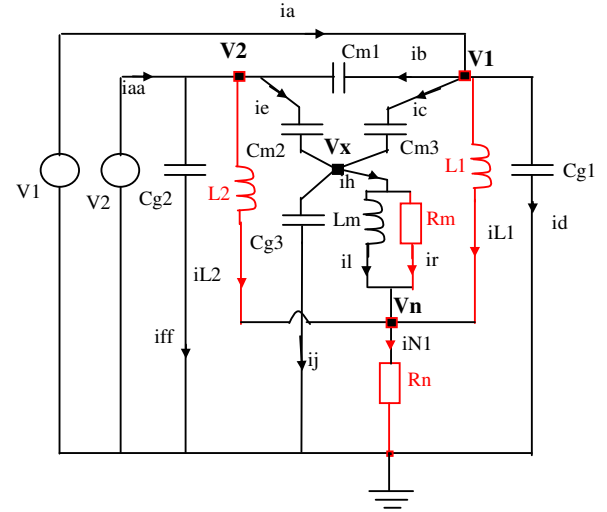 ia
V2
Cm1
ib
V1
iaa
ie
ic
Cm2
Vx
Cm3
L1
V1
V2
Cg2
L2
ih
Cg1
Cg3
Lm
Rm
iL2
il
ir
iL1
id
Vn
iff
ij
iN1
Rn